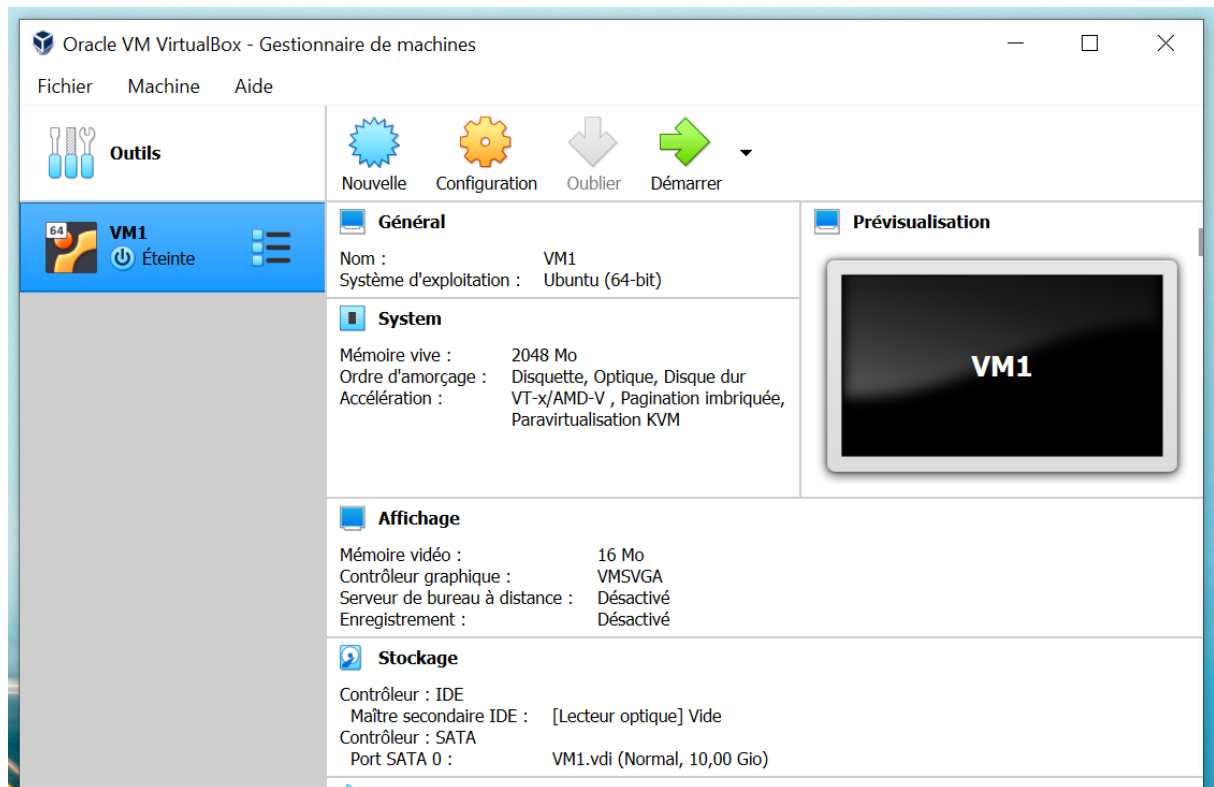 Oracle VM VirtualBox - Gestionnaire de machines
Fichier Machine Aide
Outils
Nouvelle Configuration Oublier Démarrer
64
VM1
Éteinte
Général
Nom : VM1
Système d'exploitation : Ubuntu (64-bit)
System
Mémoire vive : 2048 Mo
Ordre d'amorçage : Disquette, Optique, Disque dur
Accélération : VT-x/AMD-V , Pagination imbriquée,
Paravirtualisation KVM
Prévisualisation
VM1
Affichage
Mémoire vidéo : 16 Mo
Contrôleur graphique : VMSVGA
Serveur de bureau à distance : Désactivé
Enregistrement : Désactivé
Stockage
Contrôleur : IDE
Maître secondaire IDE : [Lecteur optique] Vide
Contrôleur : SATA
Port SATA 0 : VM1.vdi (Normal, 10,00 Gio)